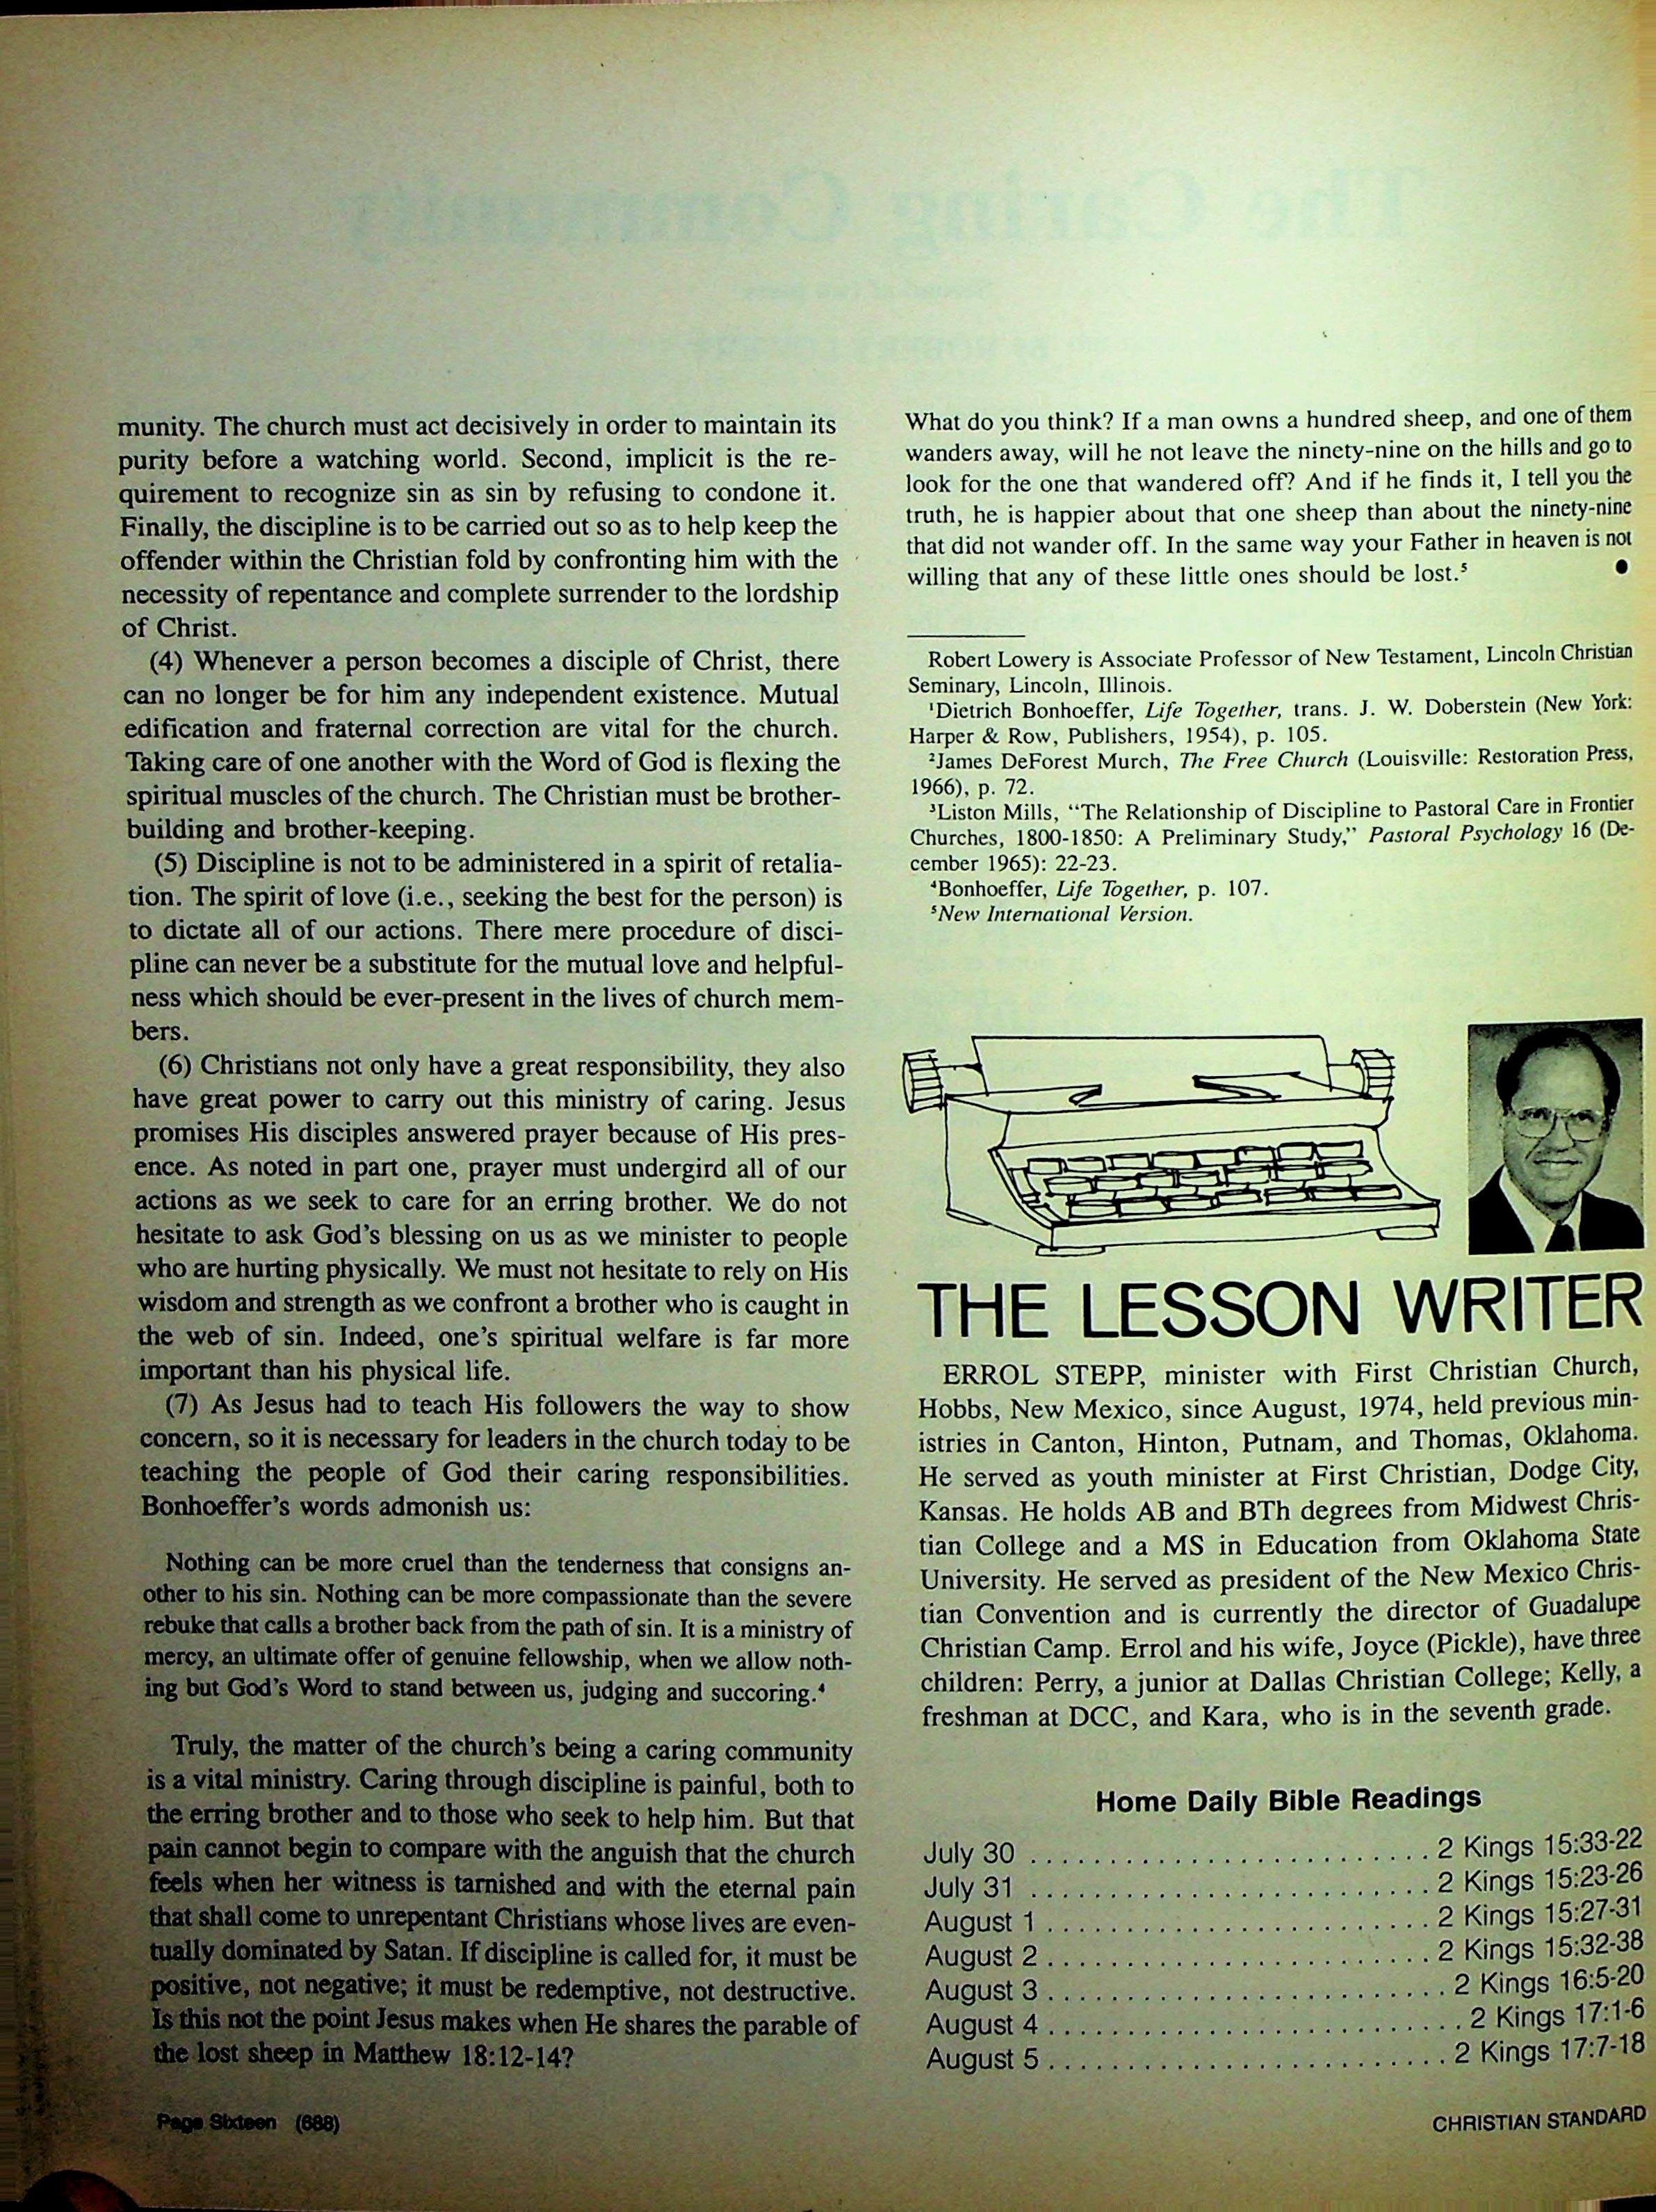 munity. The church must act decisively in order to maintain its
purity before a watching world. Second, implicit is the re-
quirement to recognize sin as sin by refusing to condone it.
Finally, the discipline is to be carried out so as to help keep the
offender within the Christian fold by confronting him with the
necessity of repentance and complete surrender to the lordship
of Christ.
(4) Whenever a person becomes a disciple of Christ, there
can no longer be for him any independent existence. Mutual
edification and fraternal correction are vital for the church.
Taking care of one another with the Word of God is flexing the
spiritual muscles of the church. The Christian must be brother-
building and brother-keeping.
(5) Discipline is not to be administered in a spirit of retalia-
tion. The spirit of love (i.e., seeking the best for the person) is
to dictate all of our actions. There mere procedure of disci-
pline can never be a substitute for the mutual love and helpful-
ness which should be ever-present in the lives of church mem-
bers.
(6) Christians not only have a great responsibility, they also
have great power to carry out this ministry of caring. Jesus
promises His disciples answered prayer because of His pres-
ence. As noted in part one, prayer must undergird all of our
actions as we seek to care for an erring brother. We do not
hesitate to ask God's blessing on us as we minister to people
who are hurting physically. We must not hesitate to rely on His
wisdom and strength as we confront a brother who is caught in
the web of sin. Indeed, one's spiritual welfare is far more
important than his physical life.
(7) As Jesus had to teach His followers the way to show
concern, so it is necessary for leaders in the church today to be
teaching the people of God their caring responsibilities.
Bonhoeffer's words admonish us:
Nothing can be more cruel than the tenderness that consigns an-
other to his sin. Nothing can be more compassionate than the severe
rebuke that calls a brother back from the path of sin. It is a ministry of
mercy, an ultimate offer of genuine fellowship, when we allow noth-
ing but God's Word to stand between us, judging and succoring.⁴
Truly, the matter of the church's being a caring community
is a vital ministry. Caring through discipline is painful, both to
the erring brother and to those who seek to help him. But that
pain cannot begin to compare with the anguish that the church
feels when her witness is tarnished and with the eternal pain
that shall come to unrepentant Christians whose lives are even-
tually dominated by Satan. If discipline is called for, it must be
positive, not negative; it must be redemptive, not destructive.
Is this not the point Jesus makes when He shares the parable of
the lost sheep in Matthew 18:12-14?
What do you think? If a man owns a hundred sheep, and one of them
wanders away, will he not leave the ninety-nine on the hills and go to
look for the one that wandered off? And if he finds it, I tell you the
truth, he is happier about that one sheep than about the ninety-nine
that did not wander off. In the same way your Father in heaven is not
willing that any of these little ones should be lost.⁵ ●
Robert Lowery is Associate Professor of New Testament, Lincoln Christian
Seminary, Lincoln, Illinois.
¹Dietrich Bonhoeffer, Life Together, trans. J. W. Doberstein (New York:
Harper & Row, Publishers, 1954), p. 105.
²James DeForest Murch, The Free Church (Louisville: Restoration Press,
1966), p. 72.
³Liston Mills, "The Relationship of Discipline to Pastoral Care in Frontier
Churches, 1800-1850: A Preliminary Study," Pastoral Psychology 16 (De-
cember 1965): 22-23.
⁴Bonhoeffer, Life Together, p. 107.
⁵New International Version.
THE LESSON WRITER
ERROL STEPP, minister with First Christian Church,
Hobbs, New Mexico, since August, 1974, held previous min-
istries in Canton, Hinton, Putnam, and Thomas, Oklahoma.
He served as youth minister at First Christian, Dodge City,
Kansas. He holds AB and BTh degrees from Midwest Chris-
tian College and a MS in Education from Oklahoma State
University. He served as president of the New Mexico Chris-
tian Convention and is currently the director of Guadalupe
Christian Camp. Errol and his wife, Joyce (Pickle), have three
children: Perry, a junior at Dallas Christian College; Kelly, a
freshman at DCC, and Kara, who is in the seventh grade.
Home Daily Bible Readings
July 30 . . . . . . . . . . . . . . . . . . . . . . . . . . 2 Kings 15:33-22
July 31 . . . . . . . . . . . . . . . . . . . . . . . . . . 2 Kings 15:23-26
August 1 . . . . . . . . . . . . . . . . . . . . . . . . . 2 Kings 15:27-31
August 2 . . . . . . . . . . . . . . . . . . . . . . . . . 2 Kings 15:32-38
August 3 . . . . . . . . . . . . . . . . . . . . . . . . . . 2 Kings 16:5-20
August 4 . . . . . . . . . . . . . . . . . . . . . . . . . . . 2 Kings 17:1-6
August 5 . . . . . . . . . . . . . . . . . . . . . . . . . . 2 Kings 17:7-18
Page Sixteen (688)
CHRISTIAN STANDARD